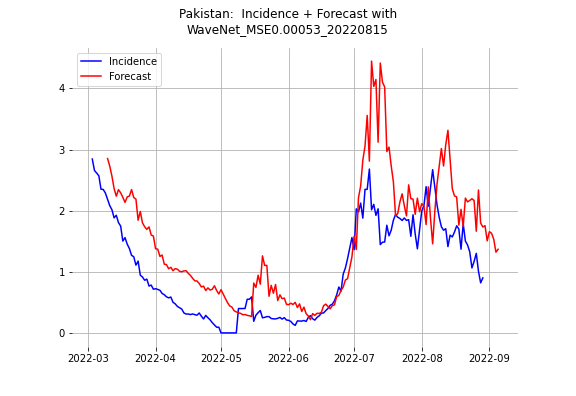 Pakistan:  Incidence + Forecast with
WaveNet_MSE0.00053_20220815
Incidence
Forecast
4
3
2
1
0
2022-03 2022-04 2022-05 2022-06 2022-07 2022-08 2022-09